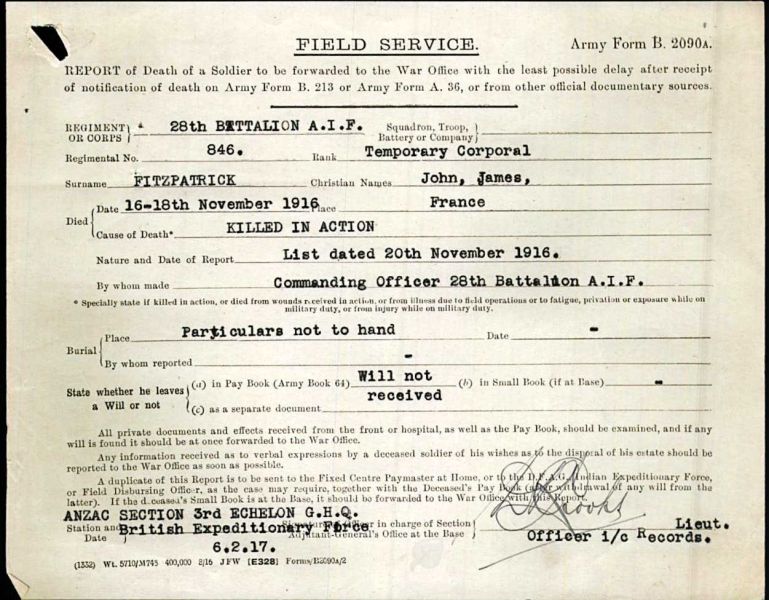 FIELD SERVICE.
Army Form B. 2090A.
REPORT of Death of a Soldier to be forwarded to the War Office with the least possible delay after receipt
of notification of death on Army Form B. 213 or Army Form A. 36, or from other official documentary sources.
REGIMENT OR CORPS * 28th BATTALION A.I.F. Squadron, Troop, Battery or Company
Regimental No. 846. Rank Temporary Corporal
Surname FITZPATRICK Christian Names John, James,
Died Date 16-18th November 1916 Place France
Cause of Death* KILLED IN ACTION
Nature and Date of Report List dated 20th November 1916.
By whom made Commanding Officer 28th Battalion A.I.F.
* Specially state if killed in action, or died from wounds received in action, or from illness due to field operations or to fatigue, privation or exposure while on
military duty, or from injury while on military duty.
Burial Place Particulars not to hand Date -
By whom reported -
State whether he leaves a Will or not (a) in Pay Book (Army Book 64) Will not (b) in Small Book (if at Base) -
received
(c) as a separate document
All private documents and effects received from the front or hospital, as well as the Pay Book, should be examined, and if any
will is found it should be at once forwarded to the War Office.
Any information received as to verbal expressions by a deceased soldier of his wishes as to the disposal of his estate should be
reported to the War Office as soon as possible.
A duplicate of this Report is to be sent to the Fixed Centre Paymaster at Home, or to the D.F.A.G. Indian Expeditionary Force,
or Field Disbursing Officer, as the case may require, together with the Deceased's Pay Book (after withdrawal of any will from the
latter). If the deceased's Small Book is at the Base, it should be forwarded to the War Office with this Report.
ANZAC SECTION 3rd ECHELON G.H.Q.
Station and Date British Expeditionary Force
Signature of Officer in charge of Section
Adjutant-General's Office at the Base
Lieut.
6.2.17.
Officer i/c Records.
(1332) Wt. 5710/M745 400,000 2/16 JFW [E328] Forms/B2090A/2